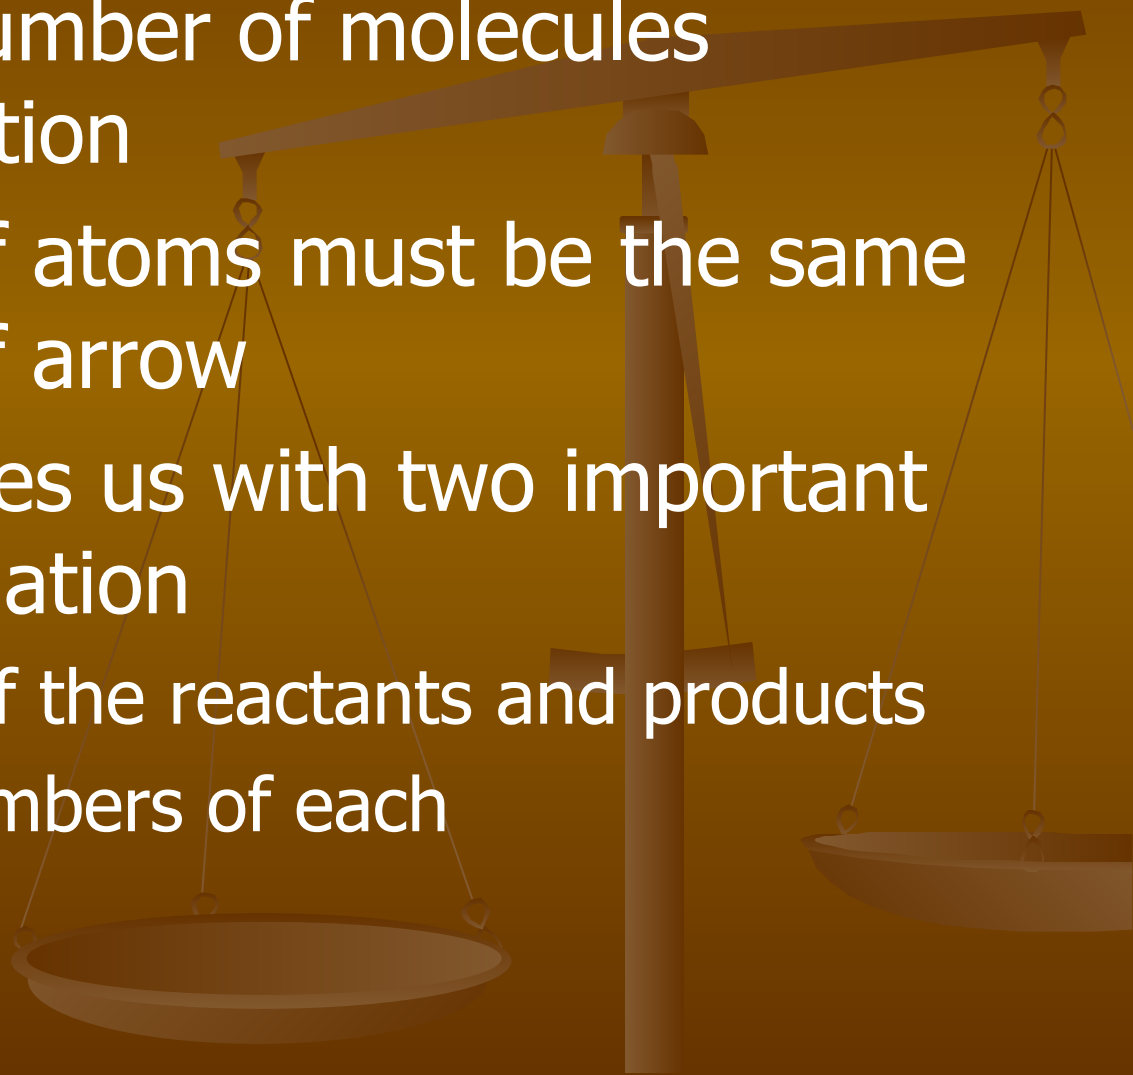 umber of molecules
tion
f atoms must be the same
f arrow
es us with two important
ation
f the reactants and products
mbers of each